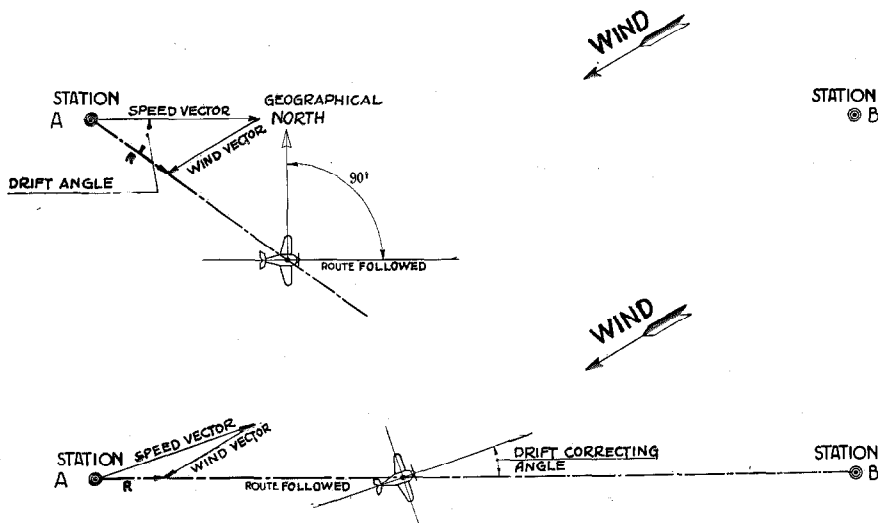 WIND
STATION
A
SPEED VECTOR
GEOGRAPHICAL
NORTH
STATION
B
WIND VECTOR
R
DRIFT ANGLE
90°
ROUTE FOLLOWED
WIND
STATION
A
SPEED VECTOR
WIND VECTOR
R
ROUTE FOLLOWED
DRIFT CORRECTING
ANGLE
STATION
B